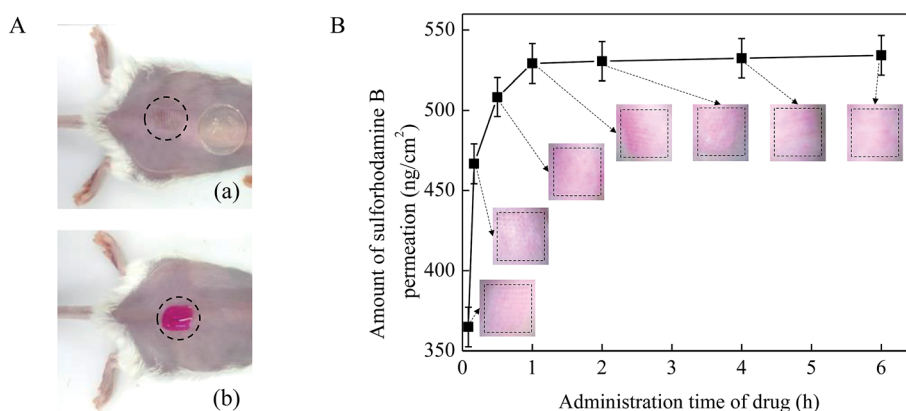 A
(a)
(b)
B
Amount of sulforhodamine B
permeation (ng/cm²)
550
500
450
400
350
0
1
2
3
4
5
6
Administration time of drug (h)